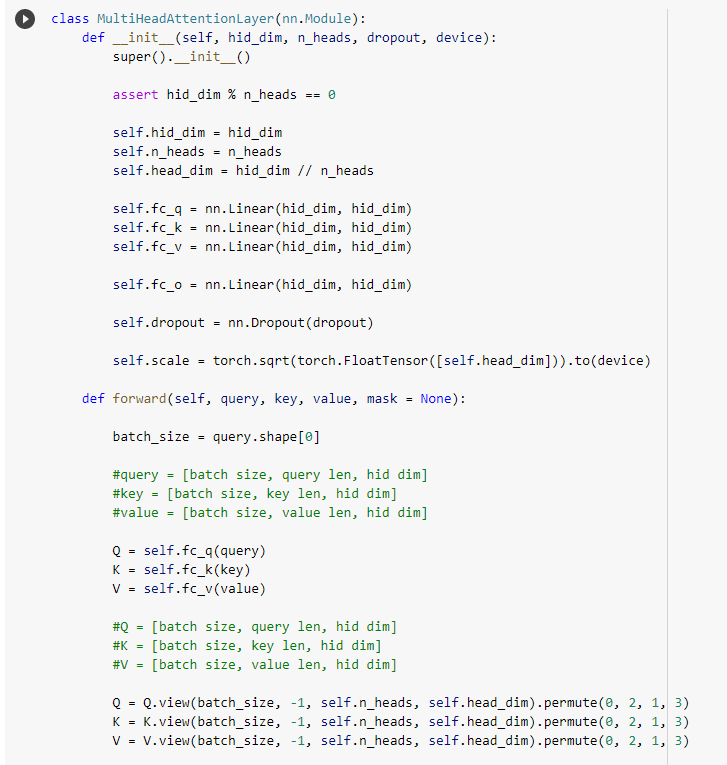 class MultiHeadAttentionLayer(nn.Module):
    def __init__(self, hid_dim, n_heads, dropout, device):
        super().__init__()
        assert hid_dim % n_heads == 0
        self.hid_dim = hid_dim
        self.n_heads = n_heads
        self.head_dim = hid_dim // n_heads
        self.fc_q = nn.Linear(hid_dim, hid_dim)
        self.fc_k = nn.Linear(hid_dim, hid_dim)
        self.fc_v = nn.Linear(hid_dim, hid_dim)
        self.fc_o = nn.Linear(hid_dim, hid_dim)
        self.dropout = nn.Dropout(dropout)
        self.scale = torch.sqrt(torch.FloatTensor([self.head_dim])).to(device)
    def forward(self, query, key, value, mask = None):
        batch_size = query.shape[0]
        #query = [batch size, query len, hid dim]
        #key = [batch size, key len, hid dim]
        #value = [batch size, value len, hid dim]
        Q = self.fc_q(query)
        K = self.fc_k(key)
        V = self.fc_v(value)
        #Q = [batch size, query len, hid dim]
        #K = [batch size, key len, hid dim]
        #V = [batch size, value len, hid dim]
        Q = Q.view(batch_size, -1, self.n_heads, self.head_dim).permute(0, 2, 1, 3)
        K = K.view(batch_size, -1, self.n_heads, self.head_dim).permute(0, 2, 1, 3)
        V = V.view(batch_size, -1, self.n_heads, self.head_dim).permute(0, 2, 1, 3)